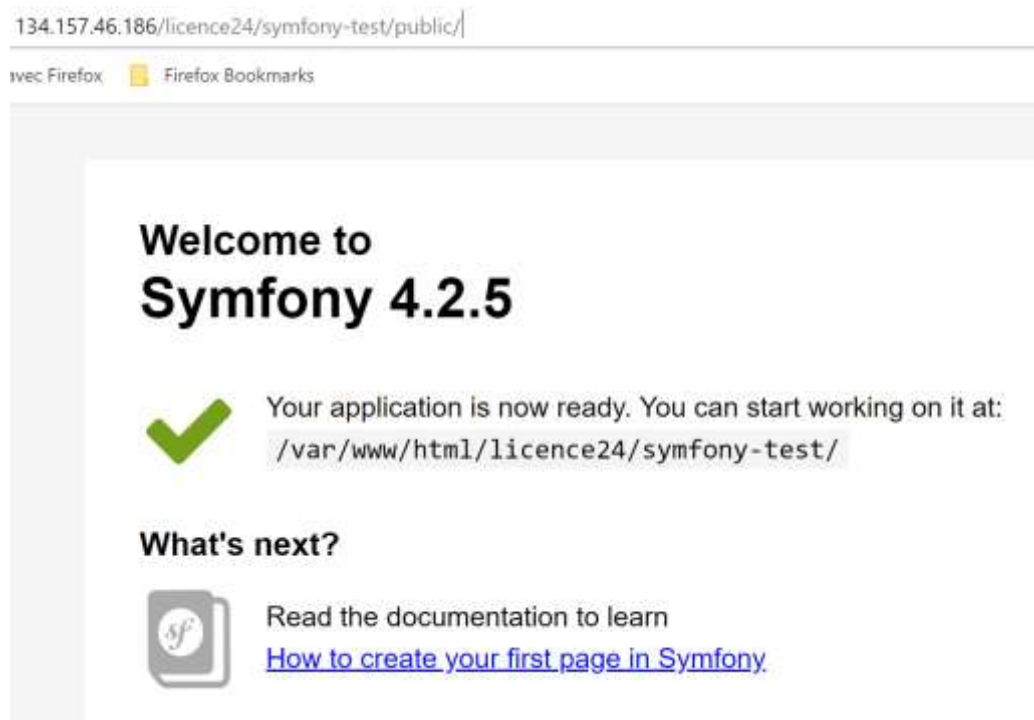 134.157.46.186/licence24/symfony-test/public/
avec Firefox Firefox Bookmarks
Welcome to
Symfony 4.2.5
Your application is now ready. You can start working on it at:
/var/www/html/licence24/symfony-test/
What's next?
sf
Read the documentation to learn
How to create your first page in Symfony